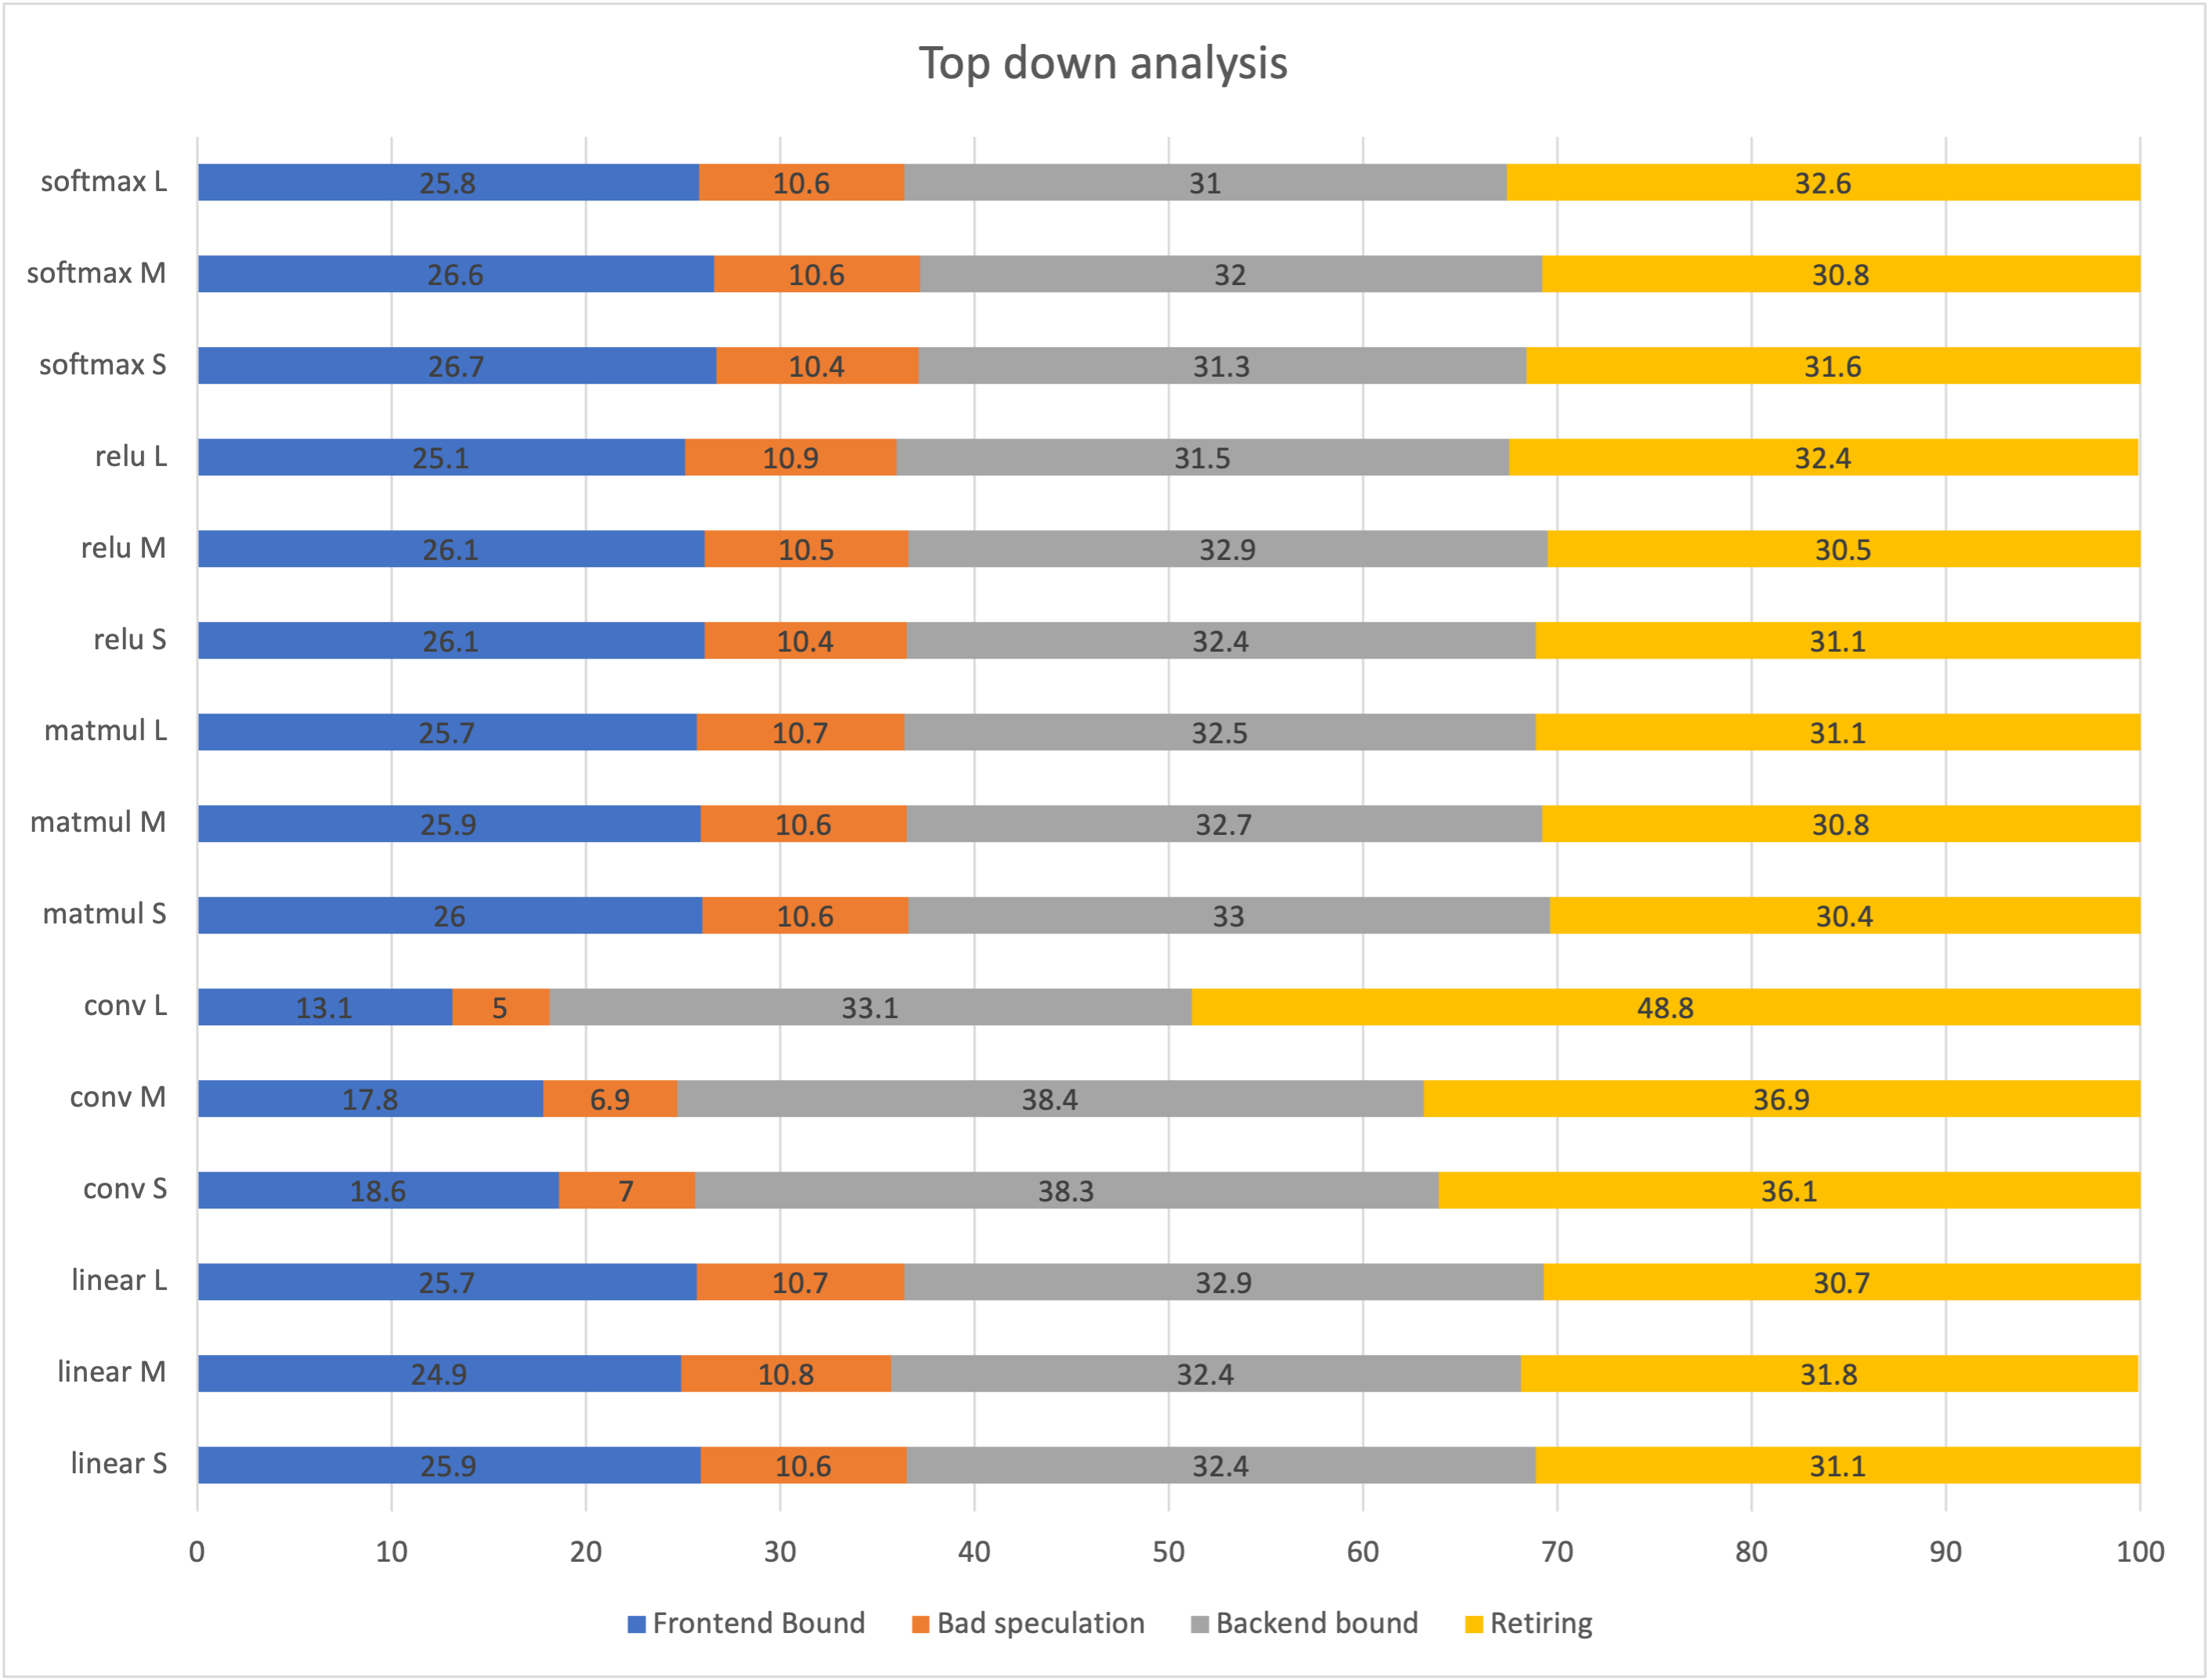 Top down analysis
softmax L 25.8 10.6 31 32.6
softmax M 26.6 10.6 32 30.8
softmax S 26.7 10.4 31.3 31.6
relu L 25.1 10.9 31.5 32.4
relu M 26.1 10.5 32.9 30.5
relu S 26.1 10.4 32.4 31.1
matmul L 25.7 10.7 32.5 31.1
matmul M 25.9 10.6 32.7 30.8
matmul S 26 10.6 33 30.4
conv L 13.1 5 33.1 48.8
conv M 17.8 6.9 38.4 36.9
conv S 18.6 7 38.3 36.1
linear L 25.7 10.7 32.9 30.7
linear M 24.9 10.8 32.4 31.8
linear S 25.9 10.6 32.4 31.1
0 10 20 30 40 50 60 70 80 90 100
Frontend Bound Bad speculation Backend bound Retiring